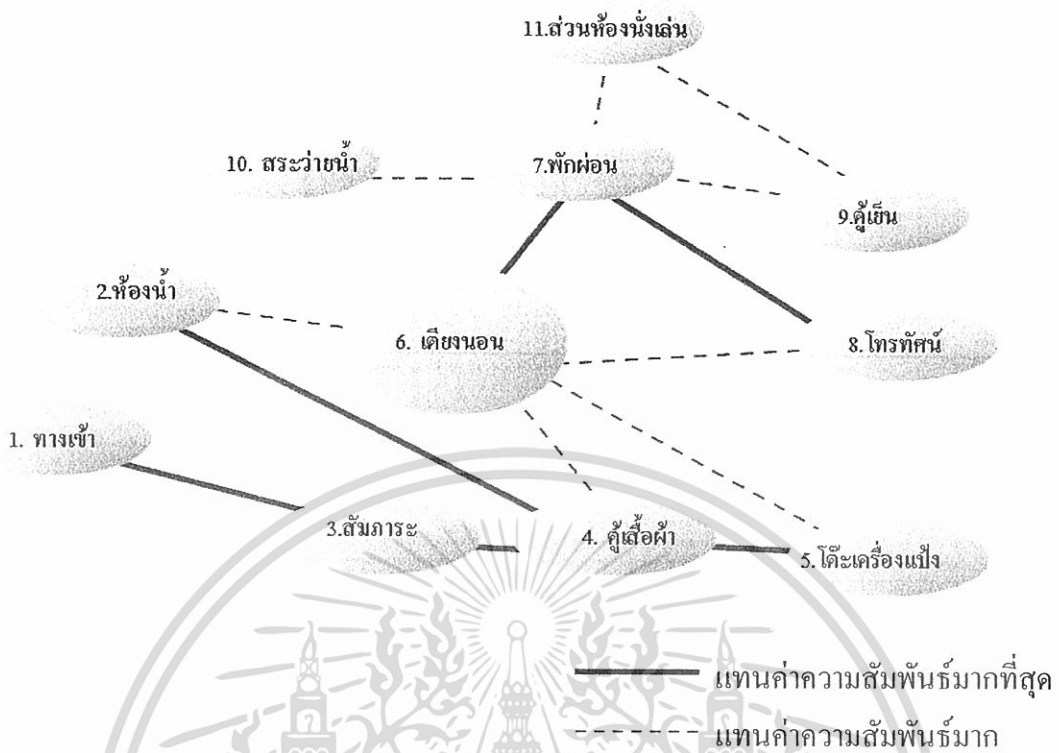 11.ส่วนห้องนั่งเล่น
10. สระว่ายน้ำ
7.พักผ่อน
9.ตู้เย็น
2.ห้องน้ำ
6. เตียงนอน
8.โทรทัศน์
1. ทางเข้า
3.สัมภาระ
4. ตู้เสื้อผ้า
5.โต๊ะเครื่องแป้ง
แทนค่าความสัมพันธ์มากที่สุด
แทนค่าความสัมพันธ์มาก